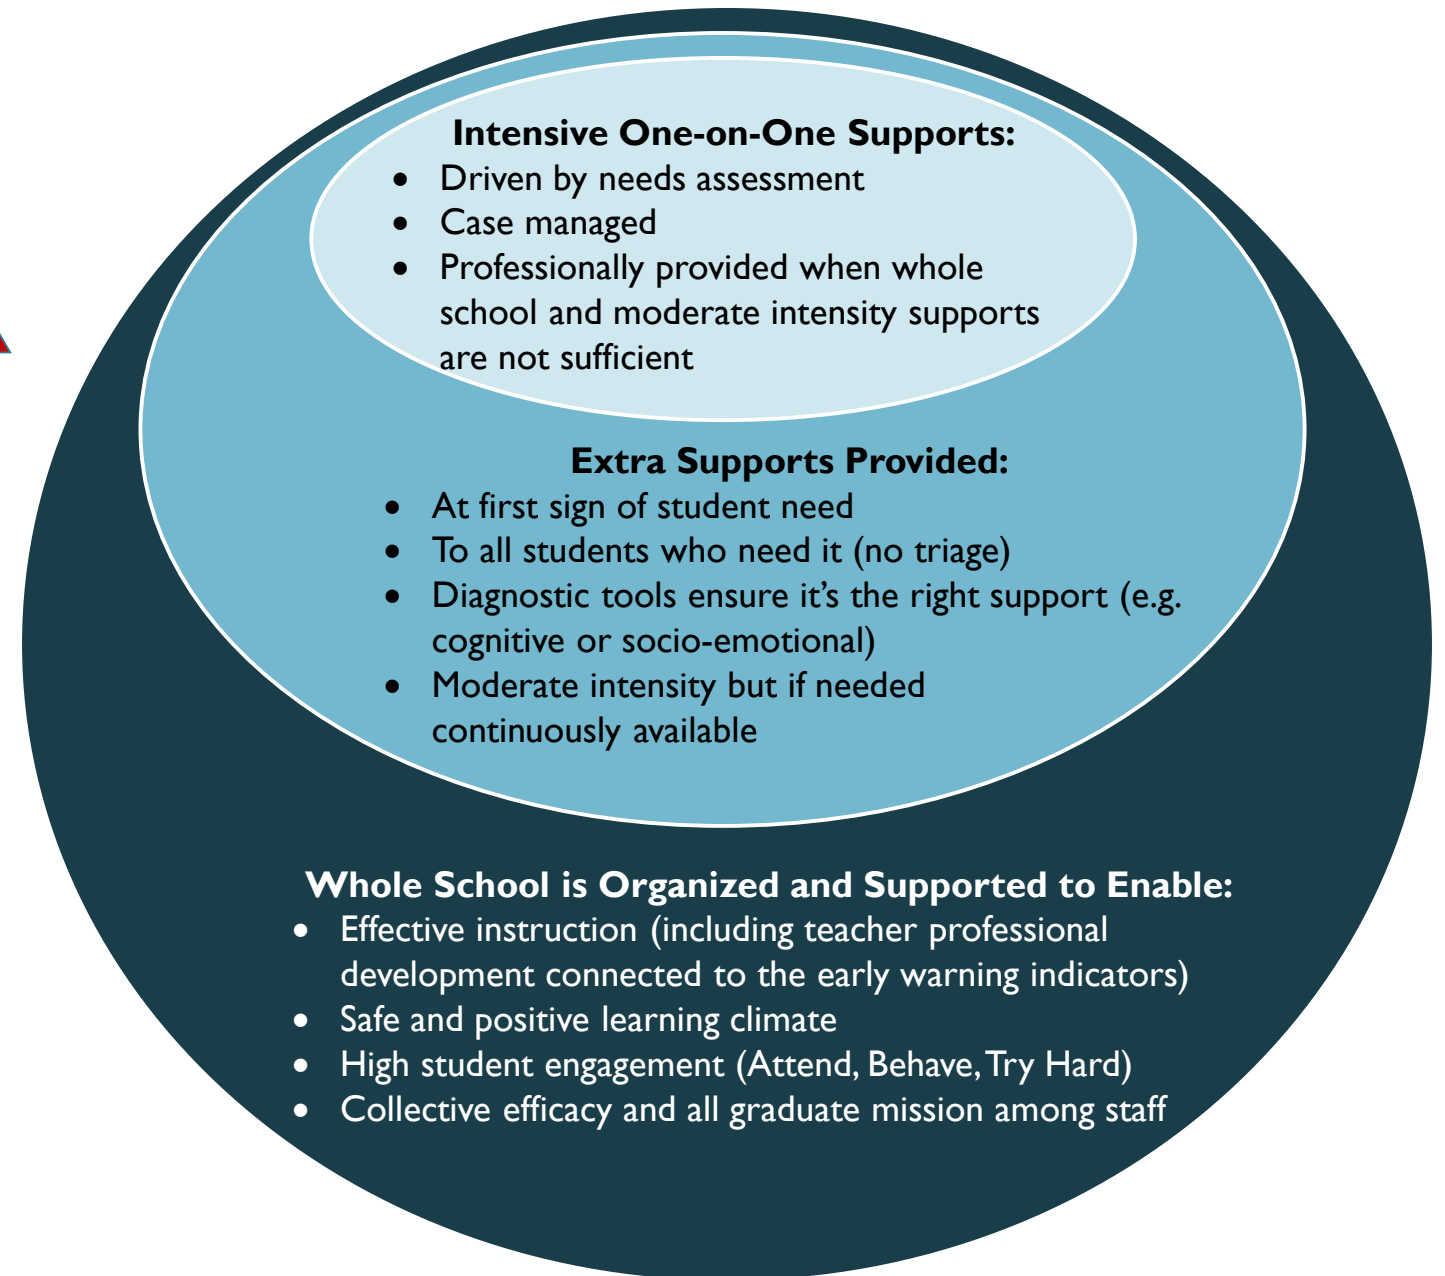 Intensive One-on-One Supports:
• Driven by needs assessment
• Case managed
• Professionally provided when whole
school and moderate intensity supports
are not sufficient
Extra Supports Provided:
• At first sign of student need
• To all students who need it (no triage)
• Diagnostic tools ensure it’s the right support (e.g.
cognitive or socio-emotional)
• Moderate intensity but if needed
continuously available
Whole School is Organized and Supported to Enable:
• Effective instruction (including teacher professional
development connected to the early warning indicators)
• Safe and positive learning climate
• High student engagement (Attend, Behave, Try Hard)
• Collective efficacy and all graduate mission among staff